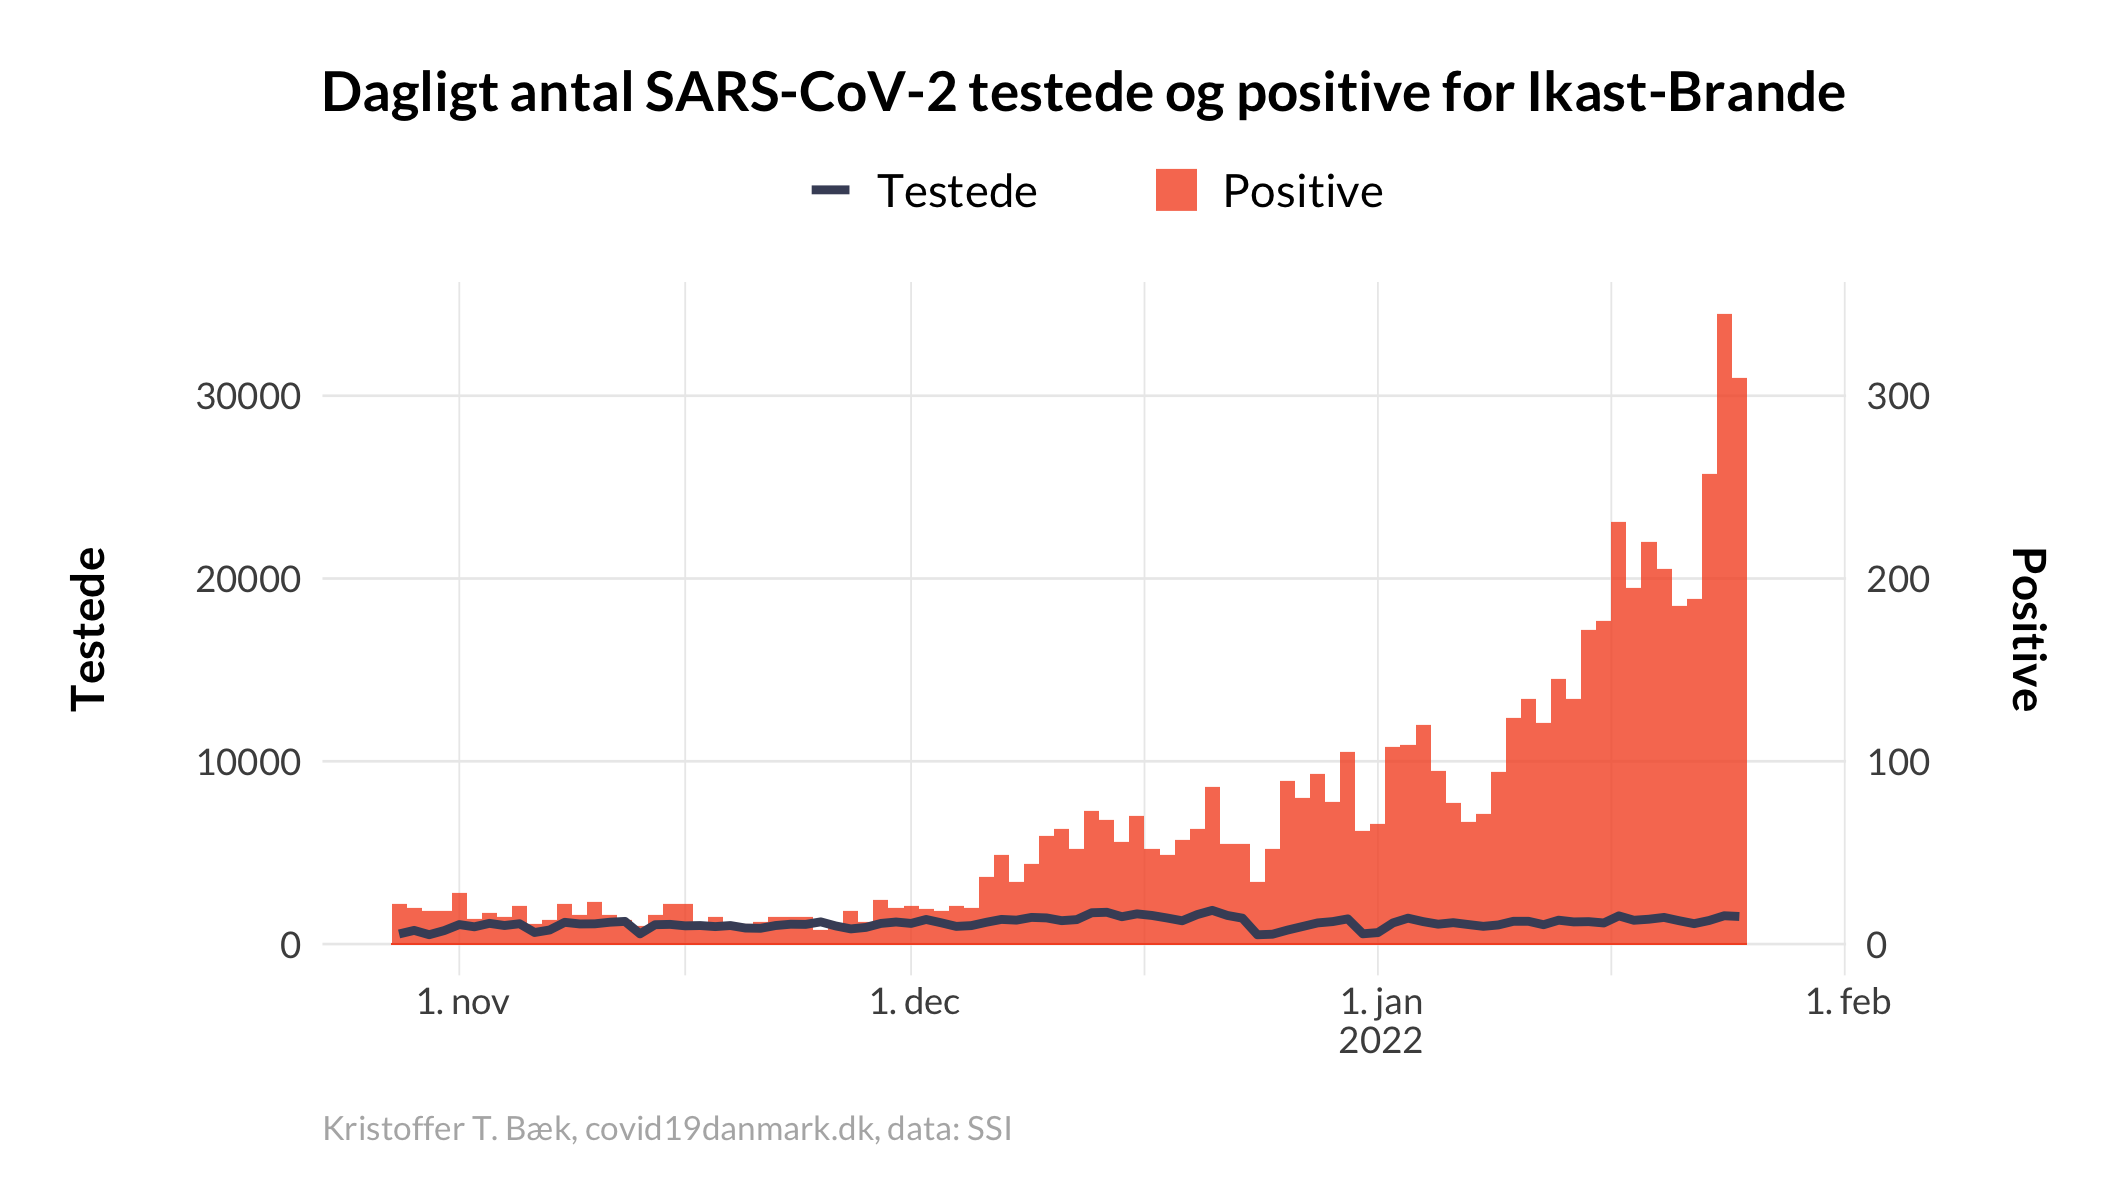 Dagligt antal SARS-CoV-2 testede og positive for Ikast-Brande
Testede Positive
Testede
30000
20000
10000
0
300
200
100
0
Positive
1. nov 1. dec 1. jan 1. feb
2022
Kristoffer T. Bæk, covid19danmark.dk, data: SSI